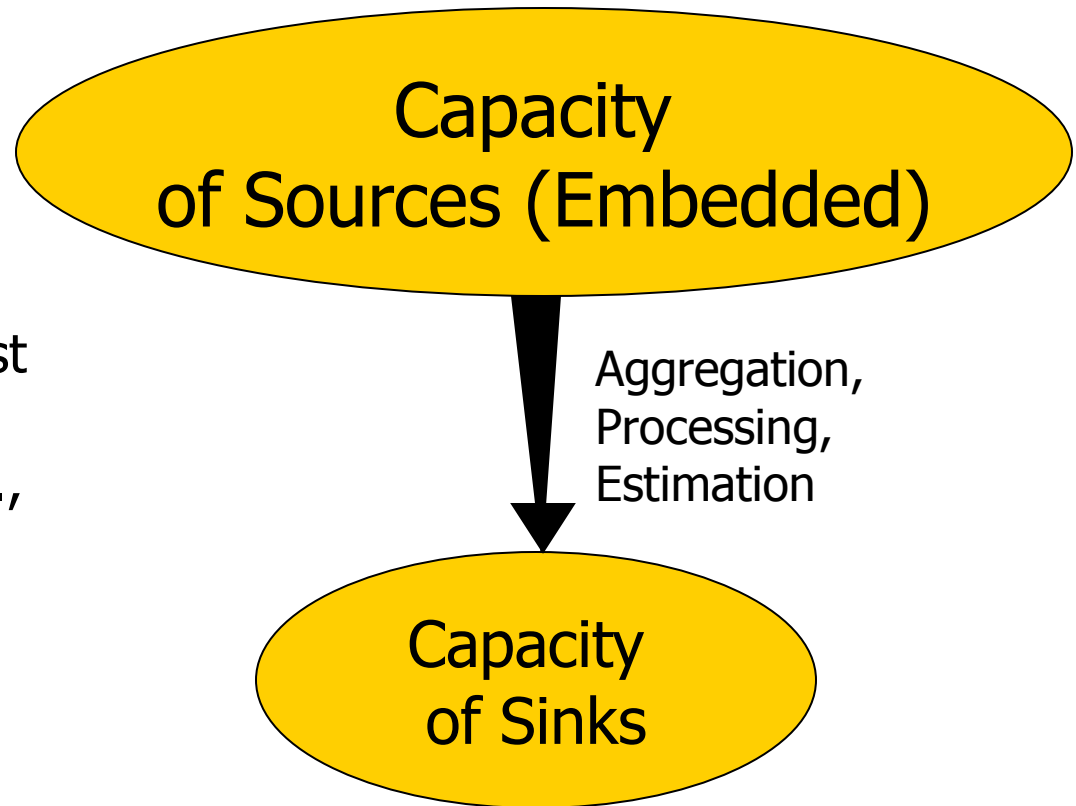 Capacity
of Sources (Embedded)
Aggregation,
Processing,
Estimation
Capacity
of Sinks